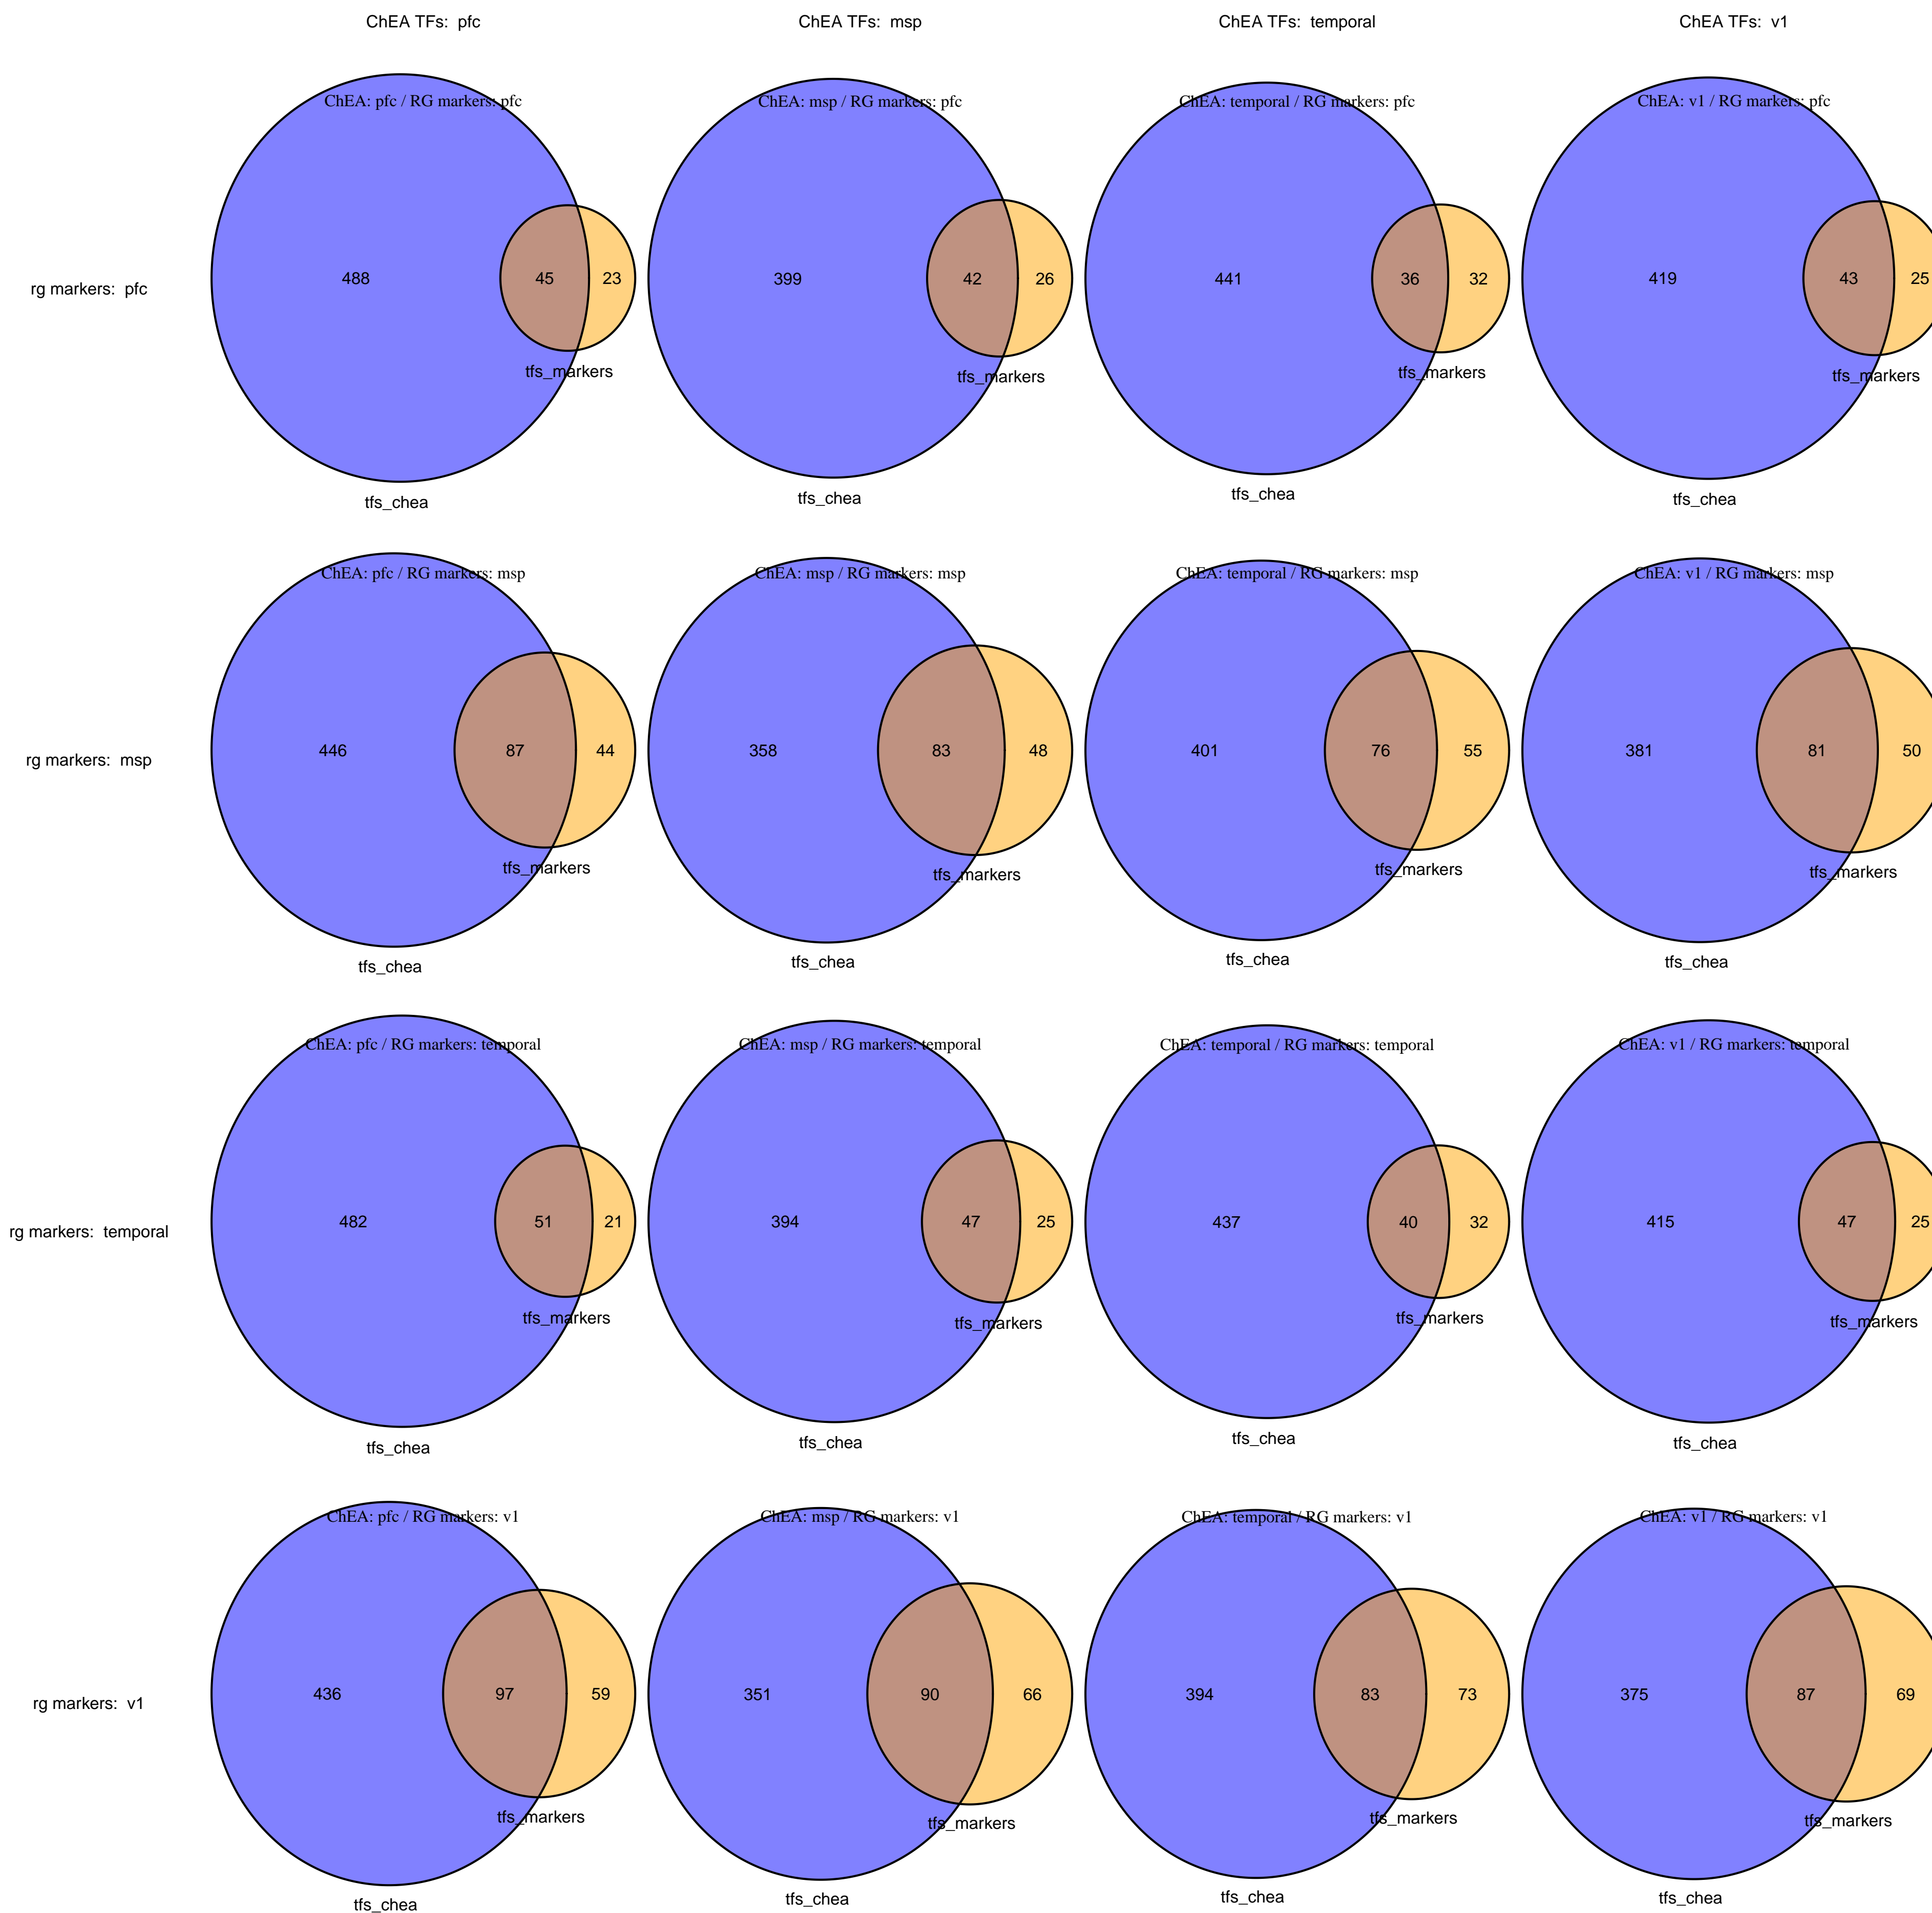 ChEA TFs:  pfc
ChEA TFs:  msp
ChEA TFs:  temporal
ChEA TFs:  v1
rg markers:  pfc
ChEA: pfc / RG markers: pfc
488
45
23
tfs_markers
tfs_chea
ChEA: msp / RG markers: pfc
399
42
26
tfs_markers
tfs_chea
ChEA: temporal / RG markers: pfc
441
36
32
tfs_markers
tfs_chea
ChEA: v1 / RG markers: pfc
419
43
25
tfs_markers
tfs_chea
rg markers:  msp
ChEA: pfc / RG markers: msp
446
87
44
tfs_markers
tfs_chea
ChEA: msp / RG markers: msp
358
83
48
tfs_markers
tfs_chea
ChEA: temporal / RG markers: msp
401
76
55
tfs_markers
tfs_chea
ChEA: v1 / RG markers: msp
381
81
50
tfs_markers
tfs_chea
rg markers:  temporal
ChEA: pfc / RG markers: temporal
482
51
21
tfs_markers
tfs_chea
ChEA: msp / RG markers: temporal
394
47
25
tfs_markers
tfs_chea
ChEA: temporal / RG markers: temporal
437
40
32
tfs_markers
tfs_chea
ChEA: v1 / RG markers: temporal
415
47
25
tfs_markers
tfs_chea
rg markers:  v1
ChEA: pfc / RG markers: v1
436
97
59
tfs_markers
tfs_chea
ChEA: msp / RG markers: v1
351
90
66
tfs_markers
tfs_chea
ChEA: temporal / RG markers: v1
394
83
73
tfs_markers
tfs_chea
ChEA: v1 / RG markers: v1
375
87
69
tfs_markers
tfs_chea